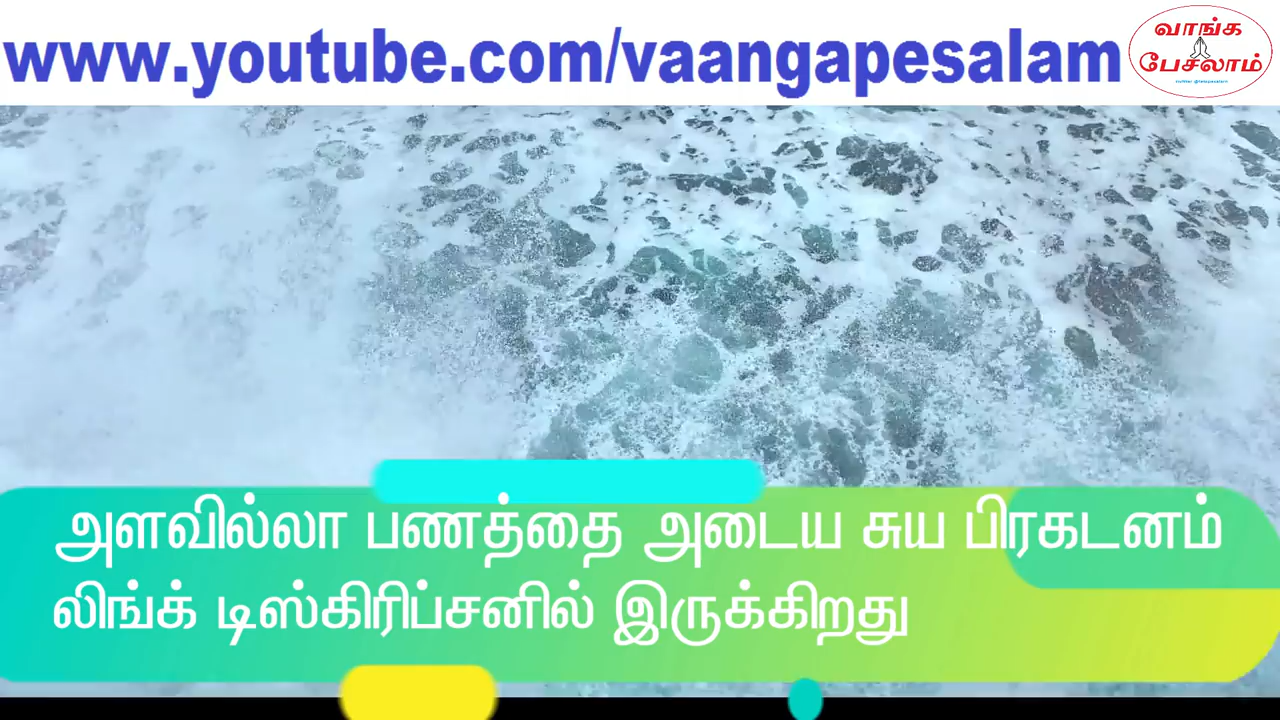 www.youtube.com/vaangapesalam
வாங்க
பேசலாம்
அளவில்லா பணத்தை அடைய சுய பிரகடனம்
லிங்க் டிஸ்கிரிப்சனில் இருக்கிறது